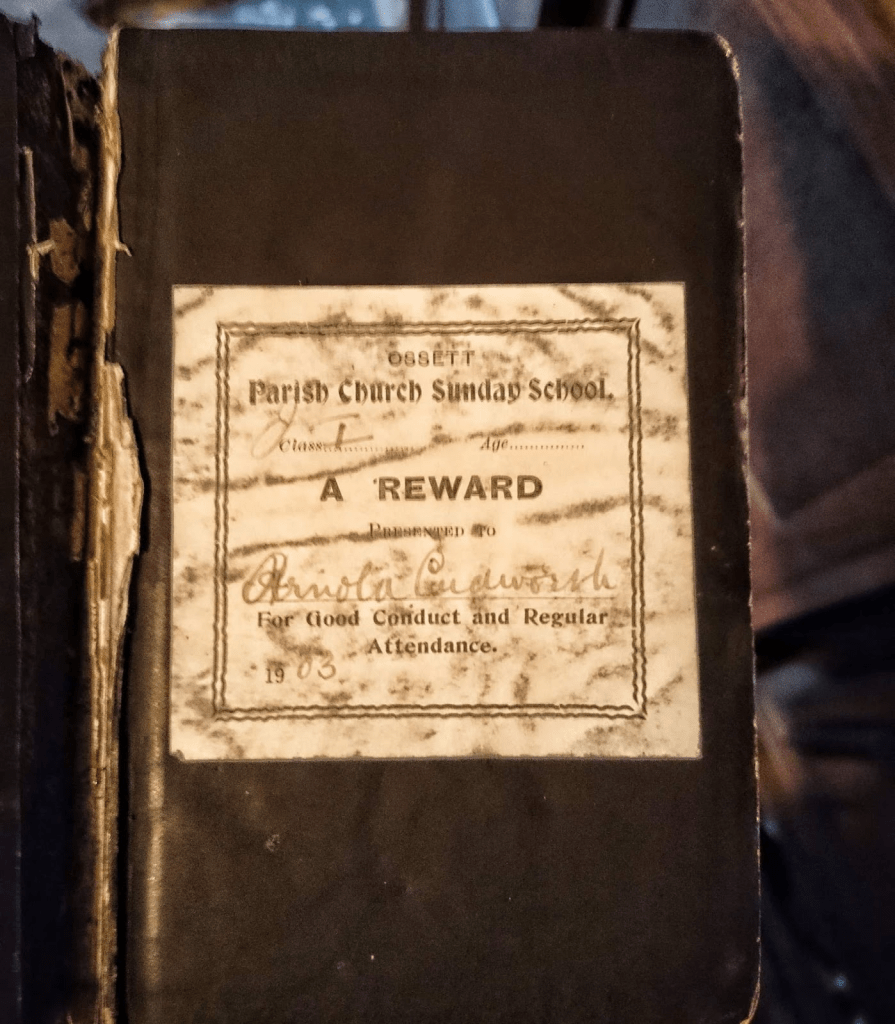 OSSETT
Parish Church Sunday School.
Class I Age
A REWARD
PRESENTED TO
Arnold Cudworth
For Good Conduct and Regular
Attendance.
1903